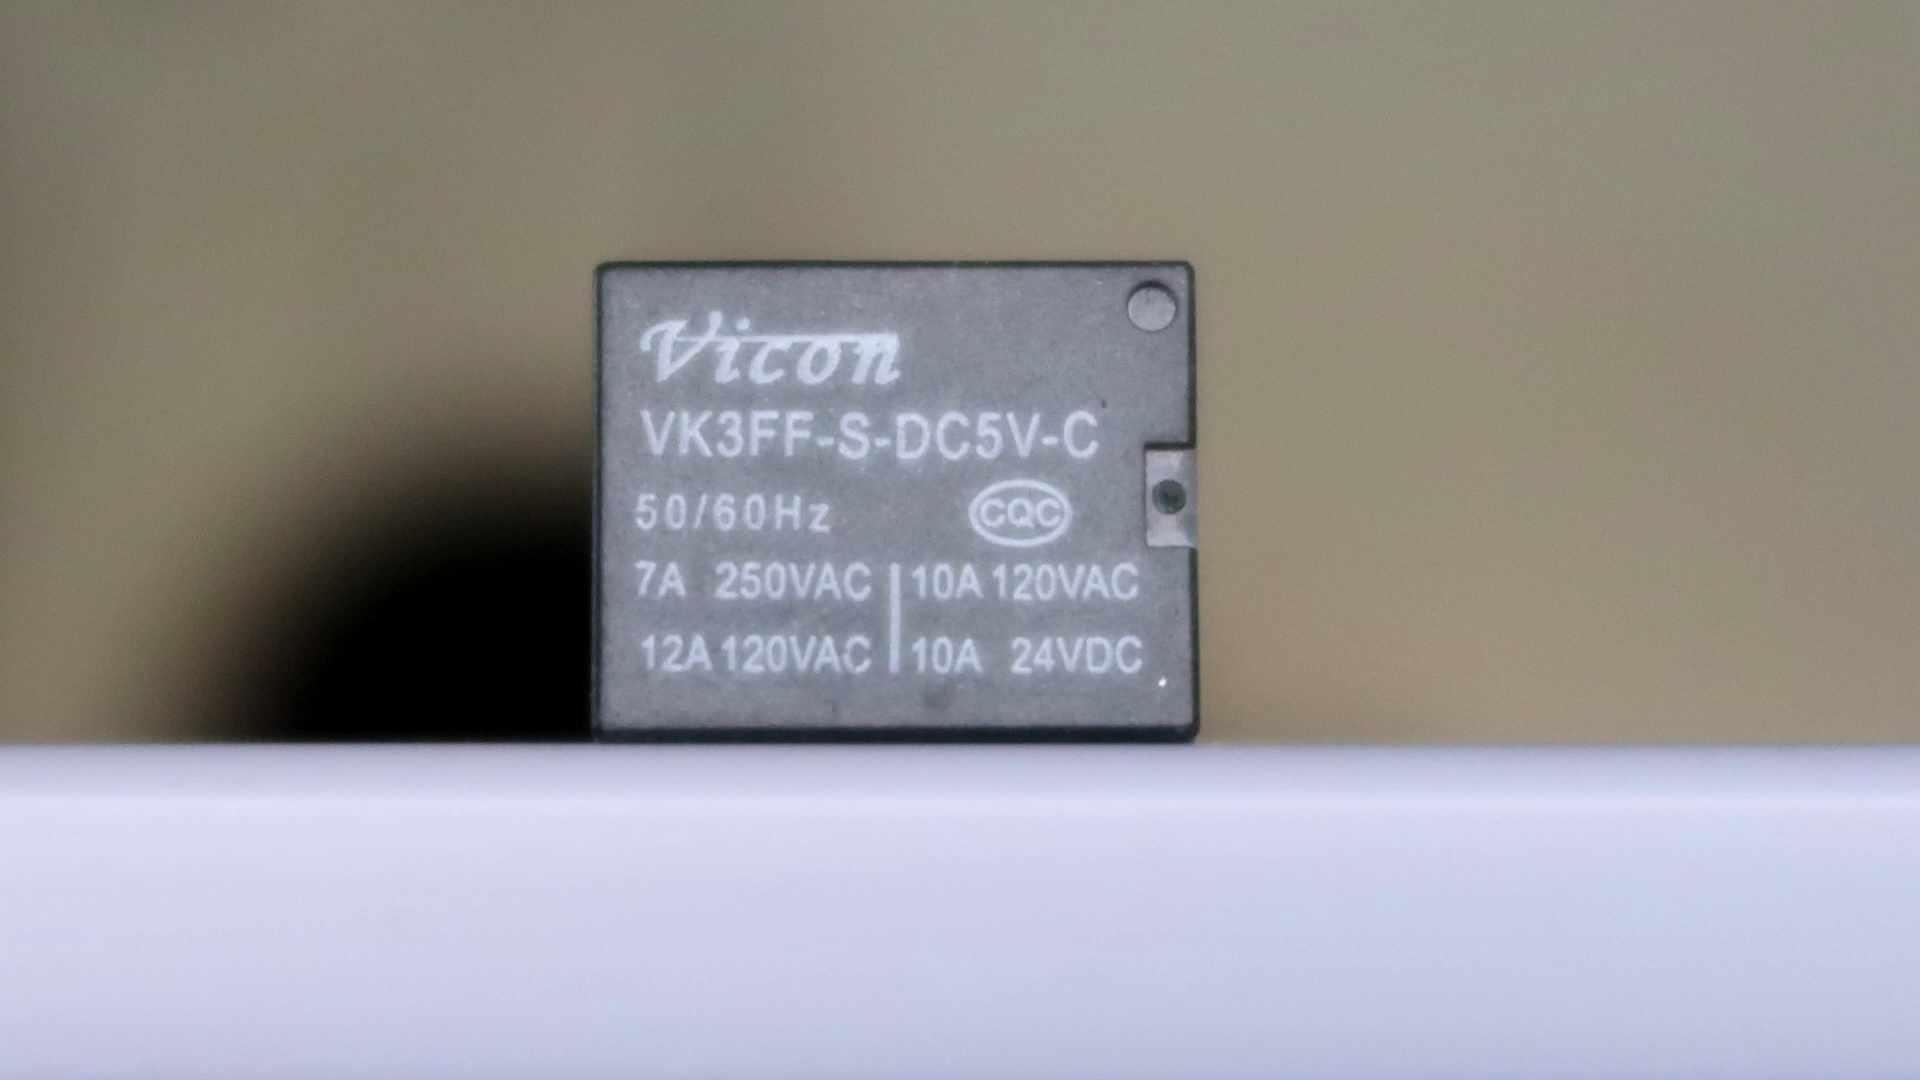 Vicon
VK3FF-S-DC5V-C
50/60Hz CQC
7A 250VAC | 10A 120VAC
12A 120VAC | 10A 24VDC